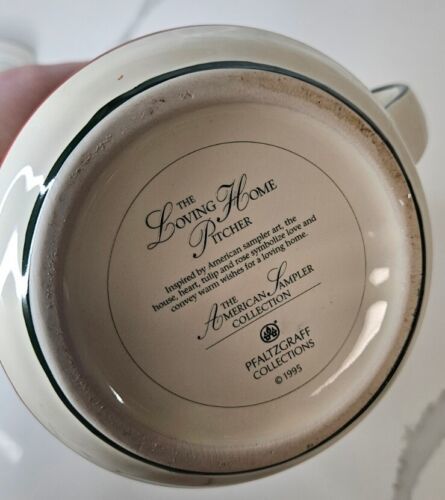 THE
LOVING HOME
PITCHER
Inspired by American sampler art, the
house, heart, tulip and rose symbolize love and
convey warm wishes for a loving home.
THE
AMERICAN SAMPLER
COLLECTION
PFALTZGRAFF
COLLECTIONS
© 1995